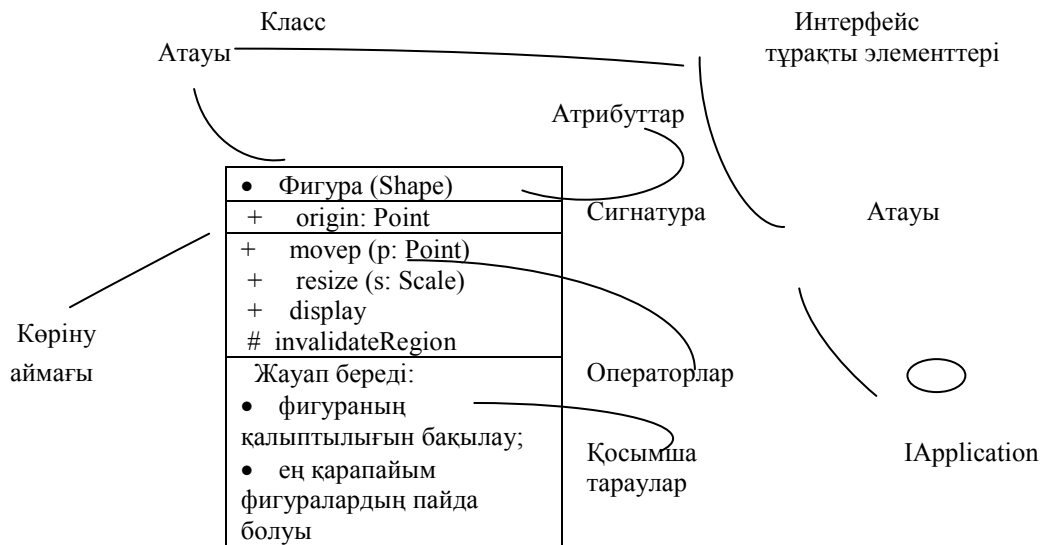 Класс
Интерфейс
Атауы
тұрақты элементтері
Атрибуттар
• Фигура (Shape)
+ origin: Point
Сигнатура
Атауы
+ movep (p: Point)
+ resize (s: Scale)
+ display
# invalidateRegion
Көріну
аймағы
Жауап береді:
Операторлар
• фигураның
қалыптылығын бақылау;
Қосымша
IApplication
• ең қарапайым
тараулар
фигуралардың пайда
болуы